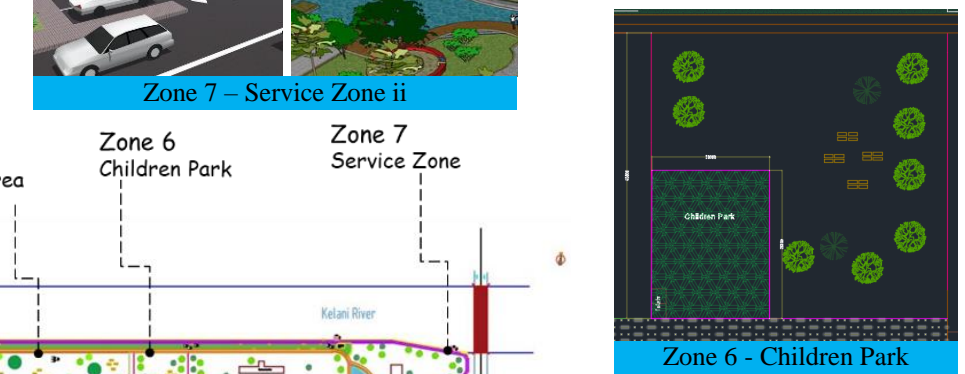 Zone 7 – Service Zone ii
Zone 6
Children Park
Zone 7
Service Zone
Kelani River
Children Park
Zone 6 - Children Park